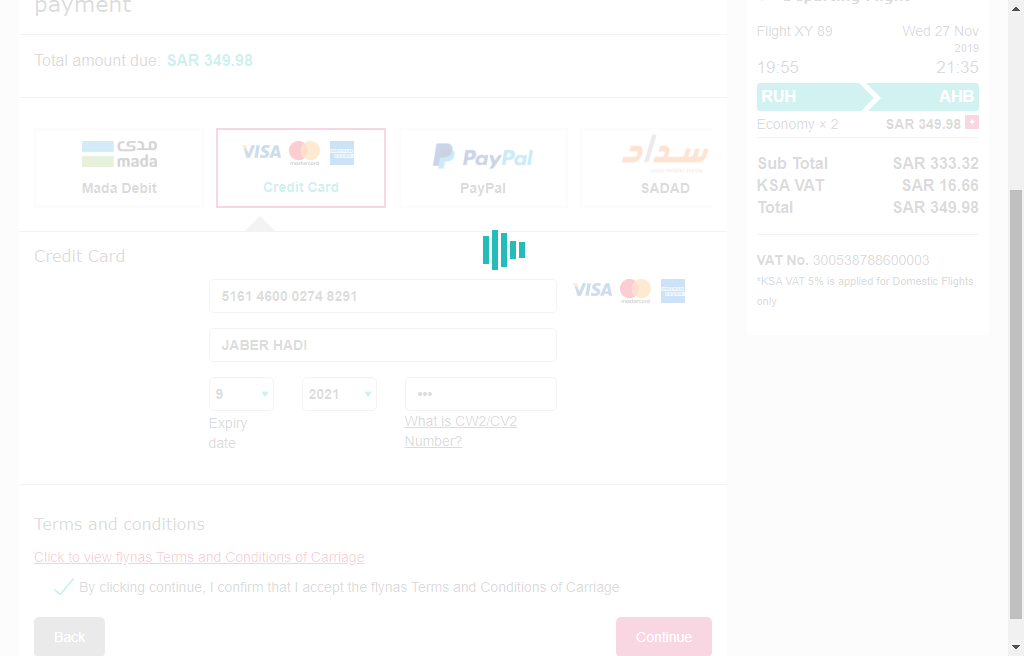 payment
Total amount due: SAR 349.98
مدى
mada
Mada Debit
VISA
mastercard
AMERICAN EXPRESS
Credit Card
PayPal
PayPal
سداد
SADAD
Credit Card
5161 4600 0274 8291
VISA
mastercard
AMERICAN EXPRESS
JABER HADI
9
2021
•••
Expiry
date
What is CW2/CV2
Number?
Terms and conditions
Click to view flynas Terms and Conditions of Carriage
By clicking continue, I confirm that I accept the flynas Terms and Conditions of Carriage
Back
Continue
Departing Flight
Flight XY 89 Wed 27 Nov
2019
19:55 21:35
RUH AHB
Economy × 2 SAR 349.98 +
Sub Total SAR 333.32
KSA VAT SAR 16.66
Total SAR 349.98
VAT No. 300538788600003
*KSA VAT 5% is applied for Domestic Flights
only